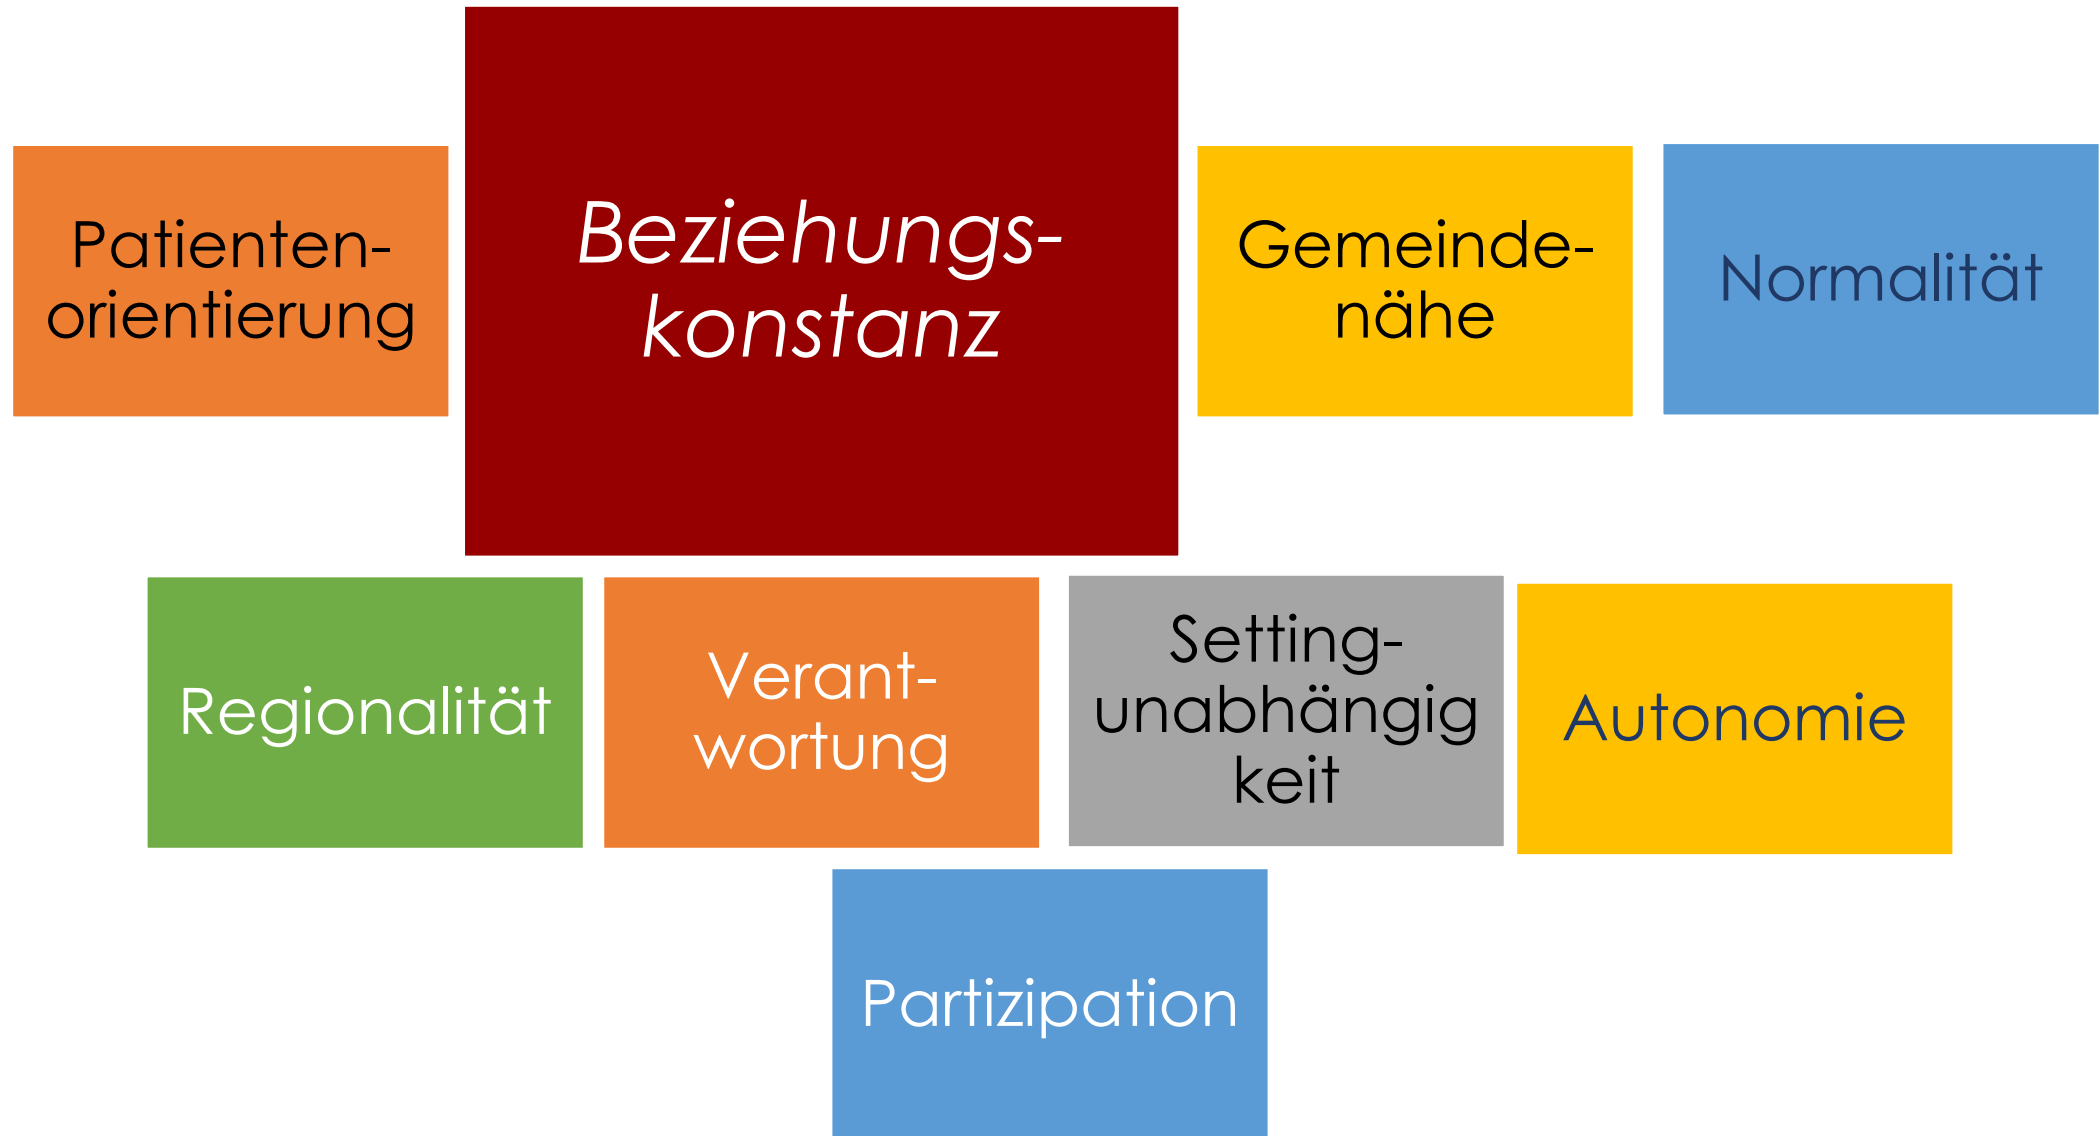 Patienten-
orientierung
Beziehungs-
konstanz
Gemeinde-
nähe
Normalität
Regionalität
Verant-
wortung
Setting-
unabhängig
keit
Autonomie
Partizipation